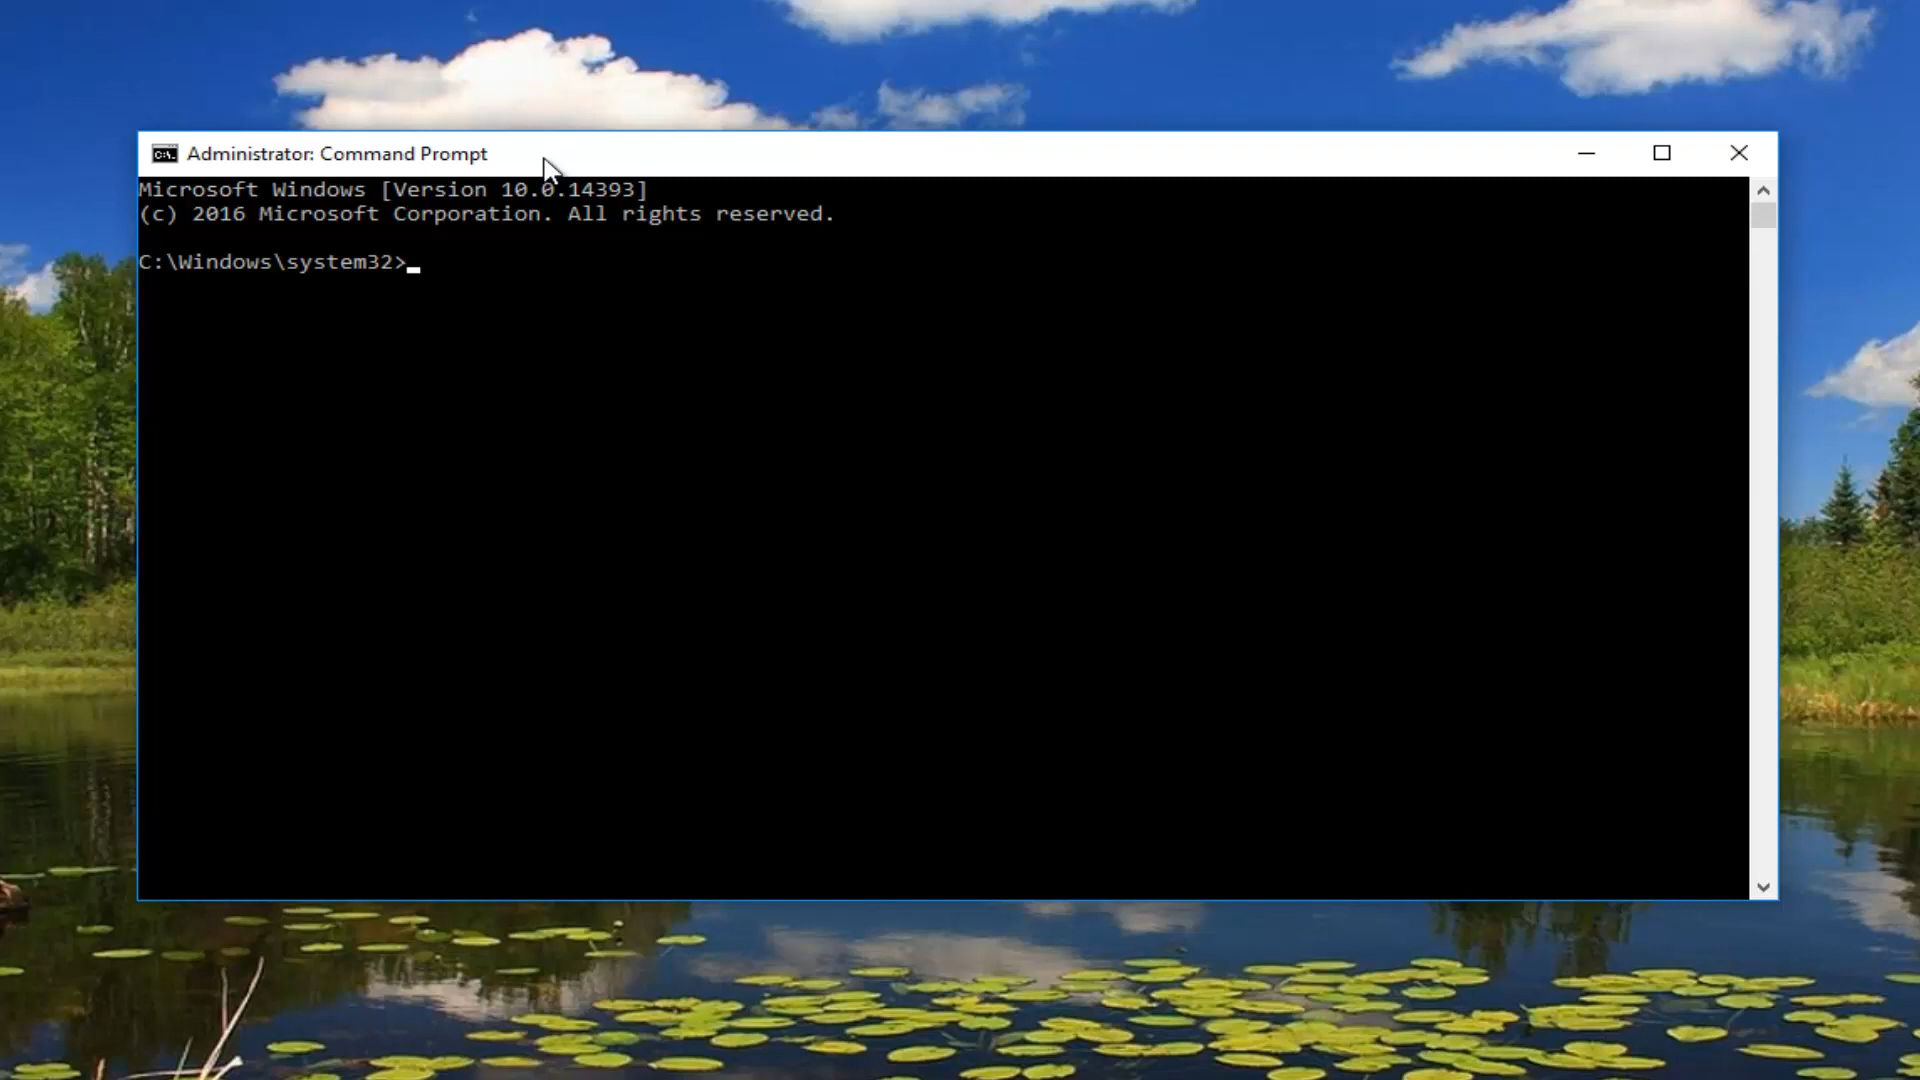 Administrator: Command Prompt
Microsoft Windows [Version 10.0.14393]
(c) 2016 Microsoft Corporation. All rights reserved.
C:\Windows\system32>